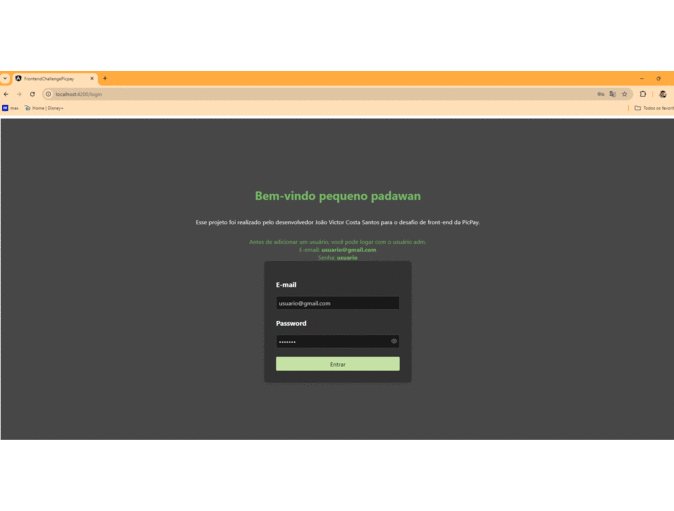 FrontendChallengePicpay
localhost:4200/login
max Home | Disney+ Todos os favorit
Bem-vindo pequeno padawan
Esse projeto foi realizado pelo desenvolvedor João Victor Costa Santos para o desafio de front-end da PicPay.
Antes de adicionar um usuário, você pode logar com o usuário adm.
E-email: usuario@gmail.com
Senha: usuario
E-mail
usuario@gmail.com
Password
Entrar